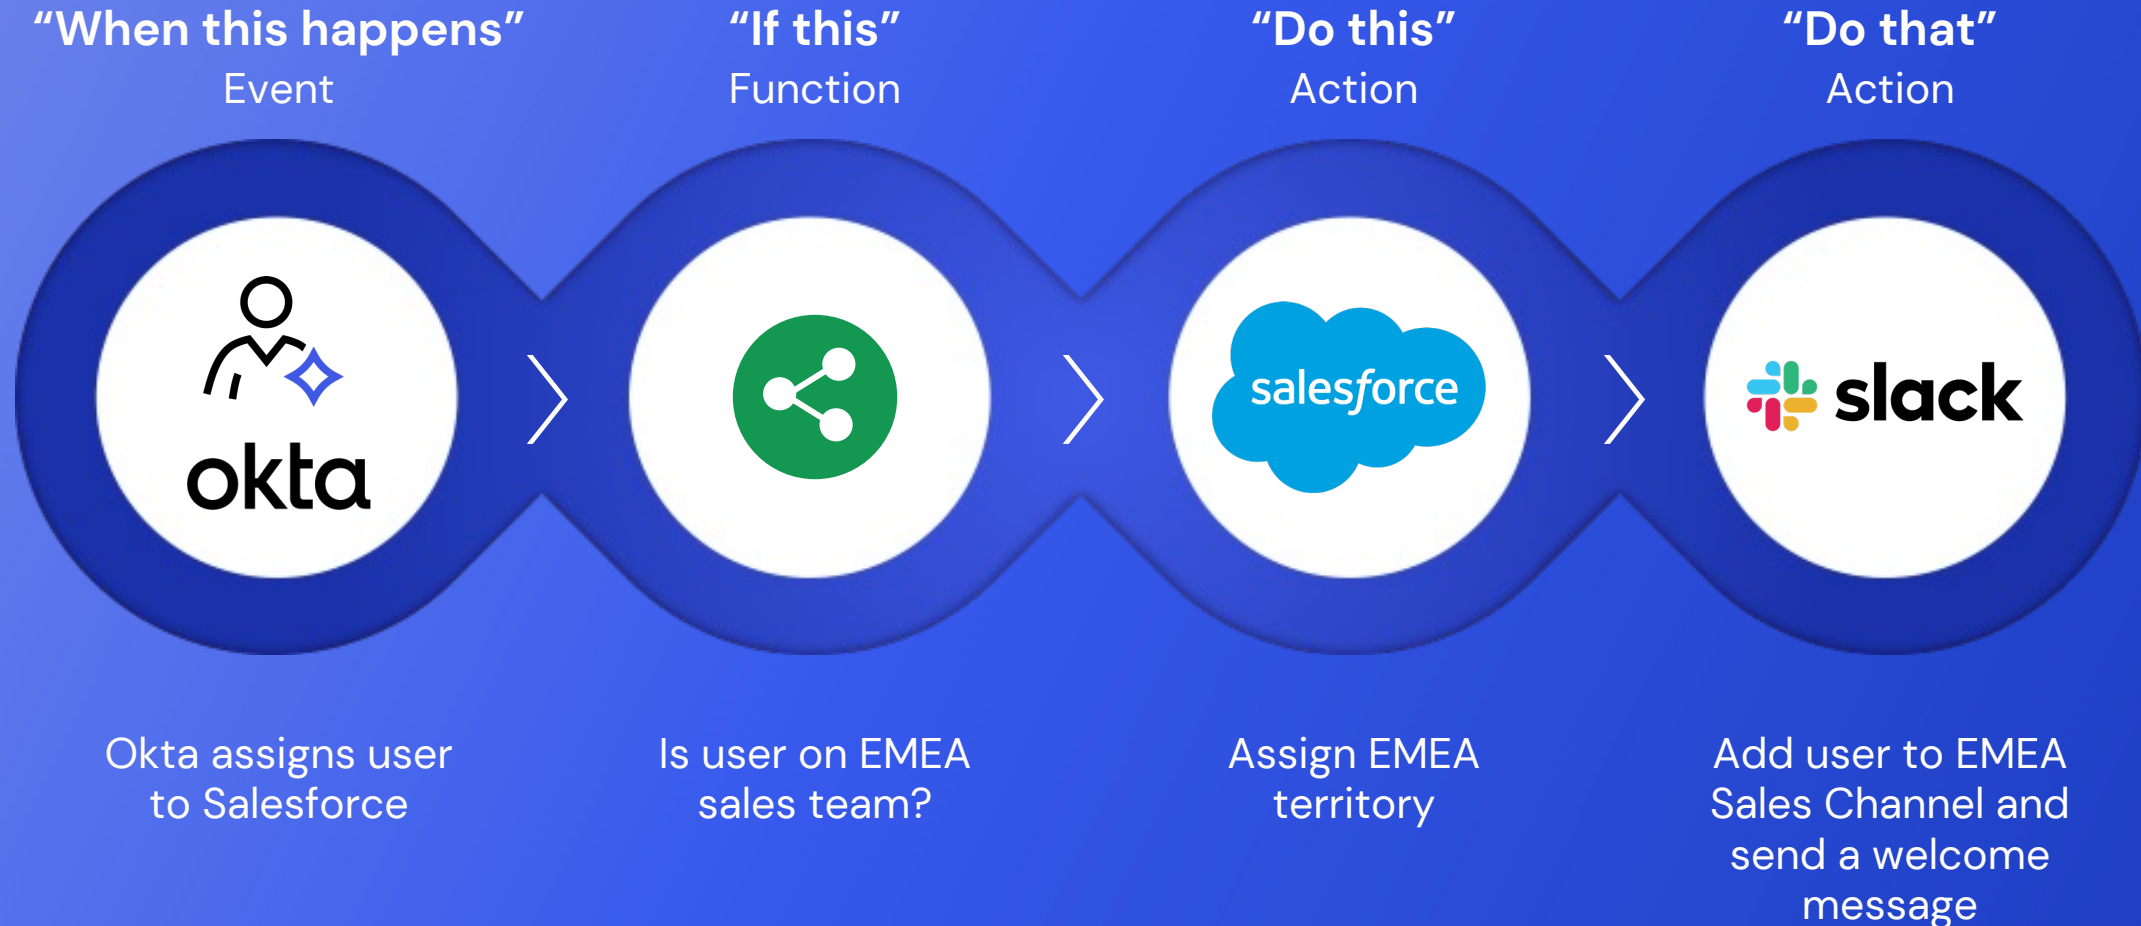 “When this happens”
Event
“If this”
Function
“Do this”
Action
“Do that”
Action
okta
salesforce
slack
Okta assigns user
to Salesforce
Is user on EMEA
sales team?
Assign EMEA
territory
Add user to EMEA
Sales Channel and
send a welcome
message